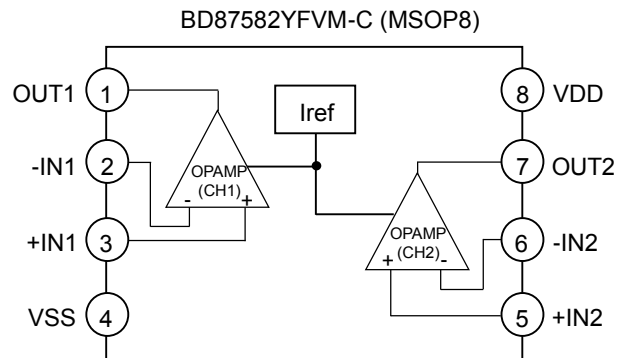 BD87582YFVM-C (MSOP8)
OUT1 1
-IN1 2
+IN1 3
VSS 4
Iref
OPAMP
(CH1)
- +
OPAMP
(CH2)
+ -
8 VDD
7 OUT2
6 -IN2
5 +IN2